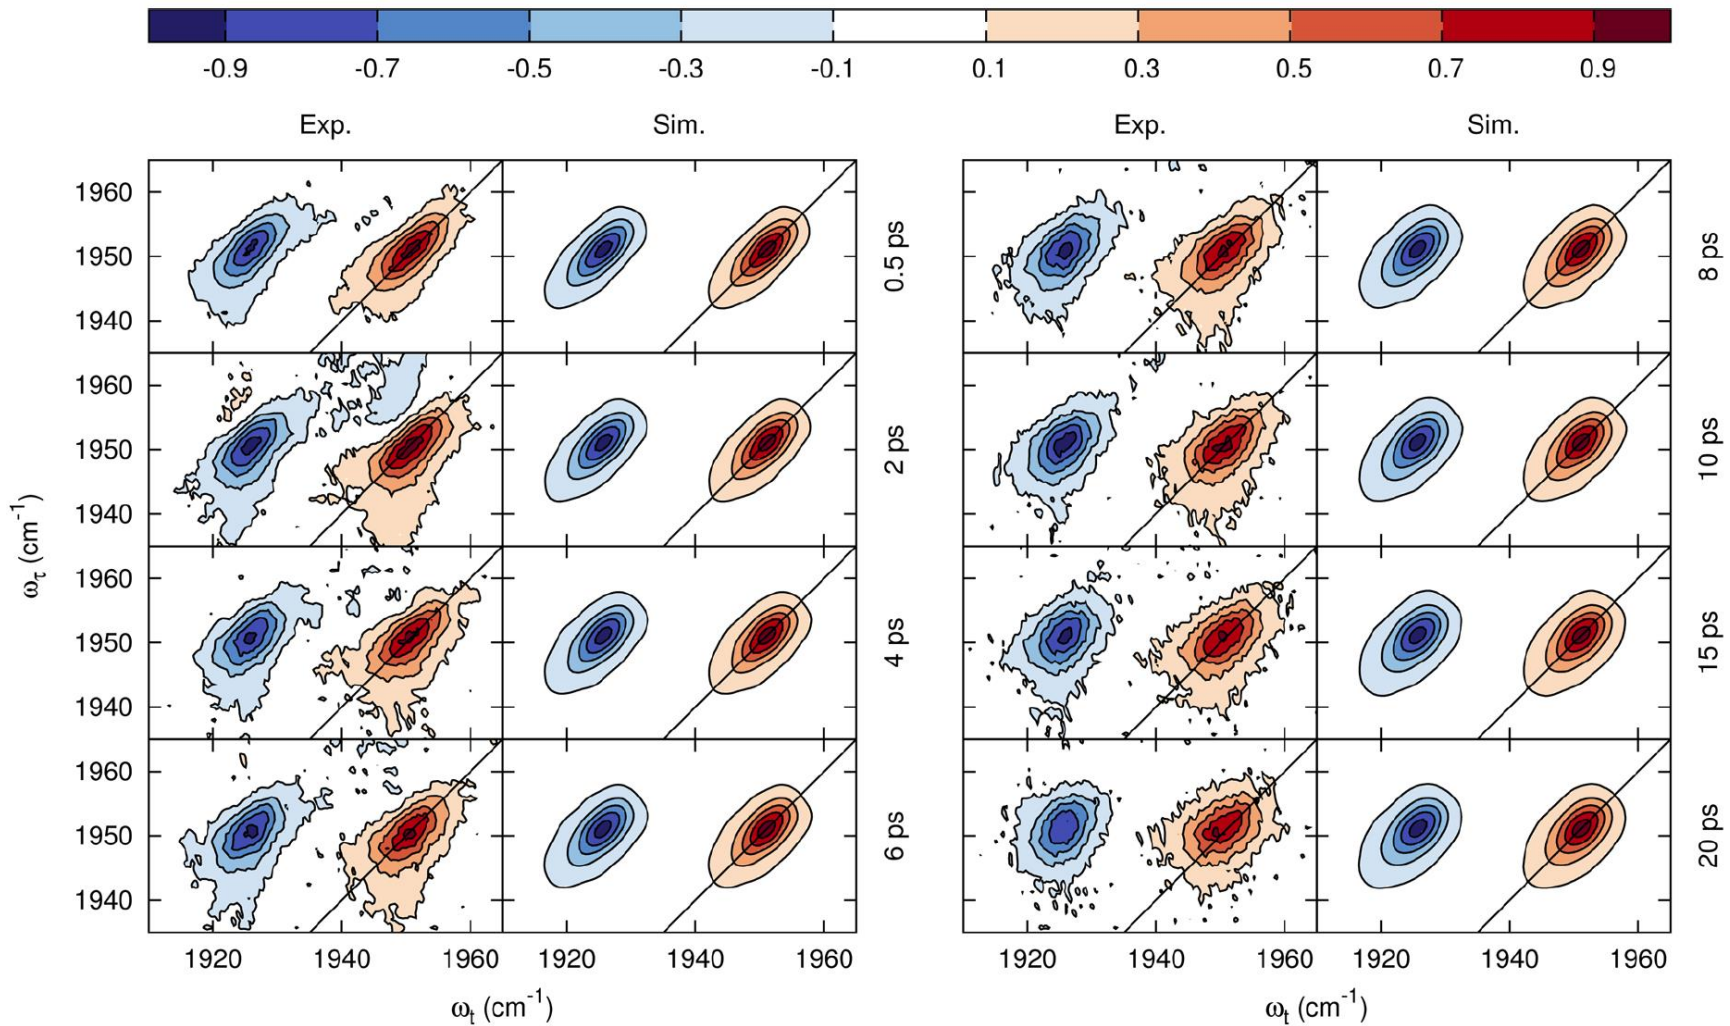 -0.9 -0.7 -0.5 -0.3 -0.1 0.1 0.3 0.5 0.7 0.9
Exp. Sim. Exp. Sim.
1960
1950
1940
0.5 ps
8 ps
1960
1950
1940
2 ps
10 ps
1960
1950
1940
4 ps
15 ps
1960
1950
1940
6 ps
20 ps
ωτ (cm-1)
1920 1940 1960 1920 1940 1960 1920 1940 1960 1920 1940 1960
ωt (cm-1) ωt (cm-1)